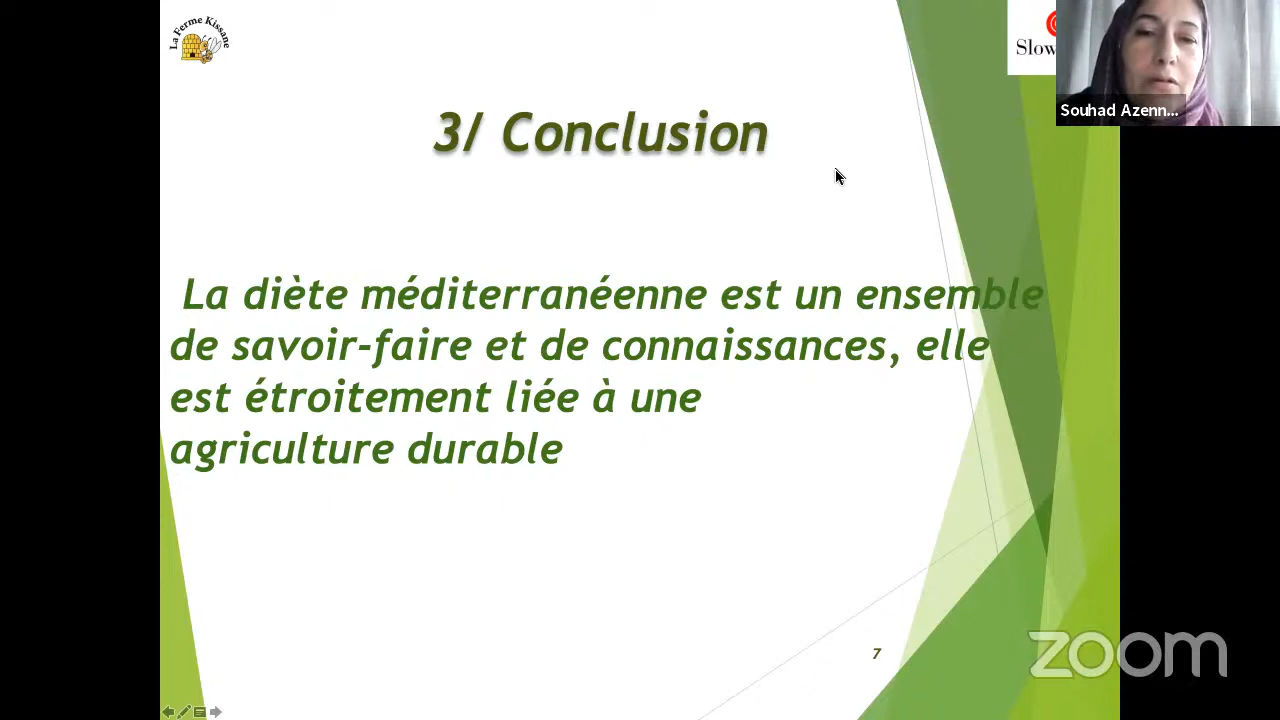 La Ferme Kissane
Slow
Souhad Azenn...
3/ Conclusion
La diète méditerranéenne est un ensemble
de savoir-faire et de connaissances, elle
est étroitement liée à une
agriculture durable
7
zoom